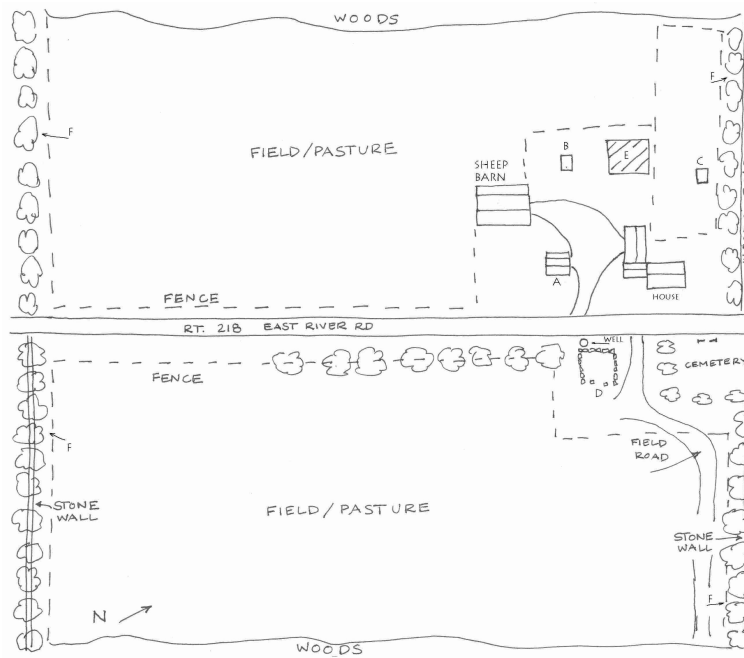 WOODS
F
F
FIELD/PASTURE
B
E
C
SHEEP
BARN
A
HOUSE
FENCE
RT. 218 EAST RIVER RD
WELL
CEMETERY
FENCE
D
F
FIELD
ROAD
STONE
WALL
FIELD/PASTURE
STONE
WALL
N
F
WOODS